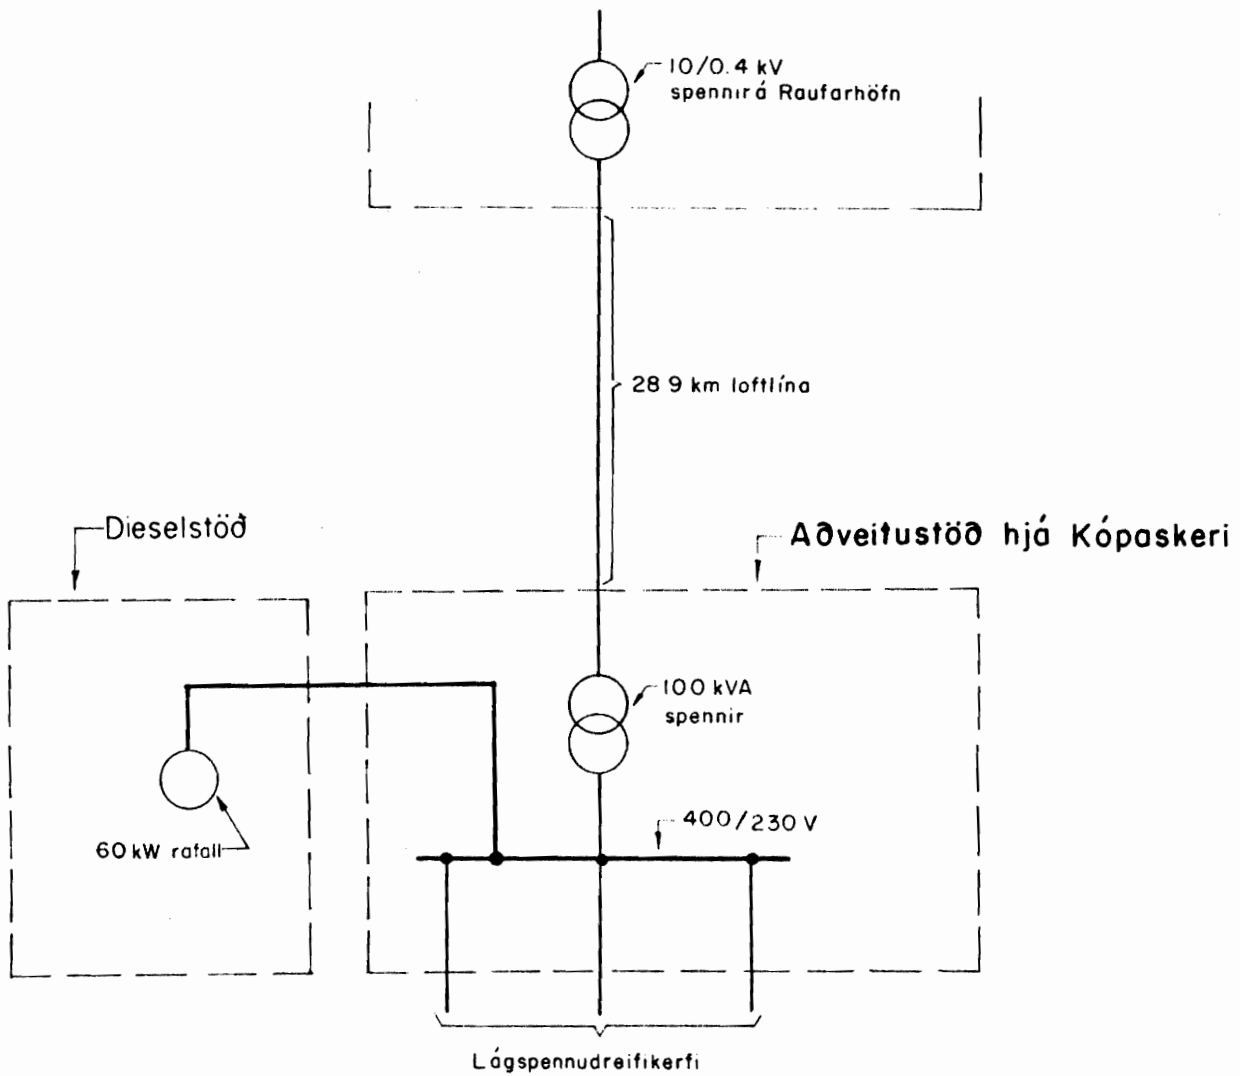 10/0.4 kV
spennir á Raufarhöfn
28 9 km loftlína
Dieselstöð
Aðveitustöð hjá Kópaskeri
100 kVA
spennir
400/230 V
60 kW rafall
Lágspennudreifikerfi